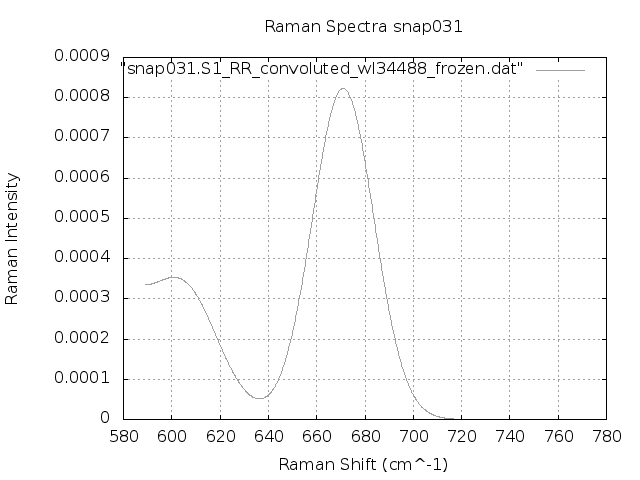 Raman Spectra snap031
"snap031.S1_RR_convoluted_wl34488_frozen.dat"
0.0009
0.0008
0.0007
0.0006
0.0005
0.0004
0.0003
0.0002
0.0001
0
Raman Intensity
580 600 620 640 660 680 700 720 740 760 780
Raman Shift (cm^-1)